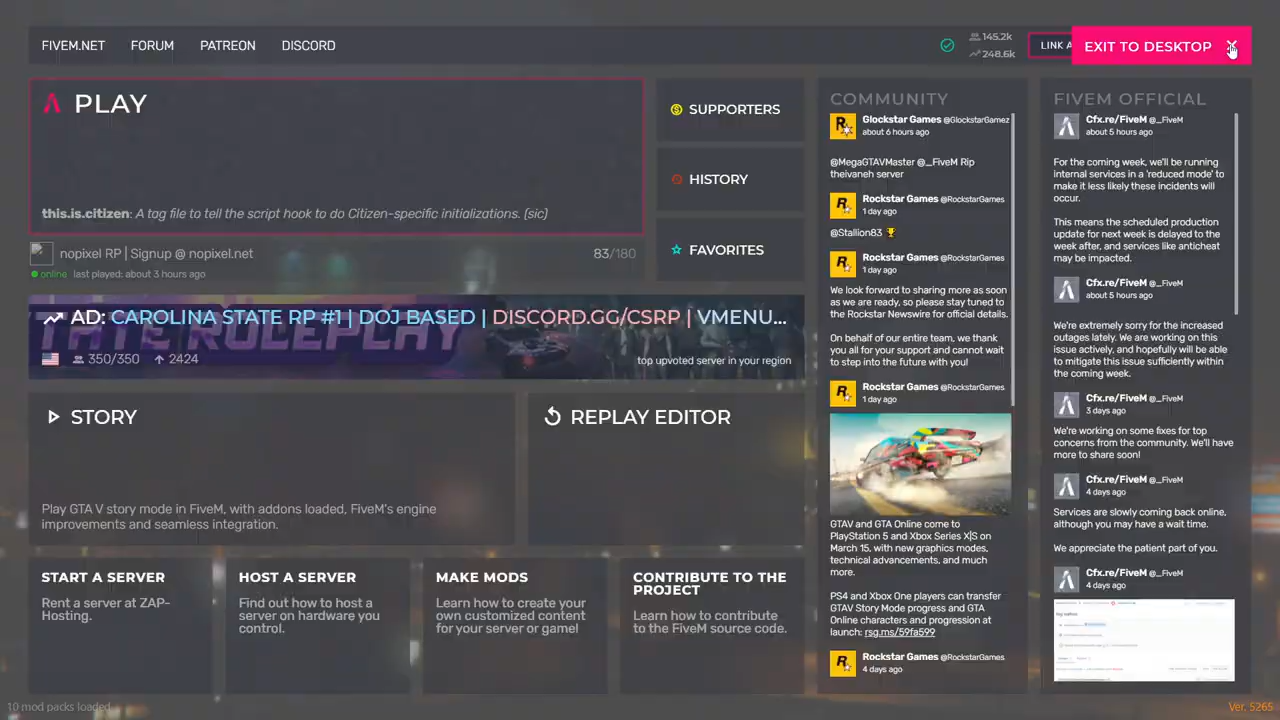 FIVEM.NET
FORUM
PATREON
DISCORD
145.2k
248.6k
LINK A
EXIT TO DESKTOP
PLAY
this.is.citizen: A tag file to tell the script hook to do Citizen-specific initializations. (sic)
nopixel RP | Signup @ nopixel.net
83/180
online
last played: about 3 hours ago
SUPPORTERS
HISTORY
FAVORITES
AD: CAROLINA STATE RP #1 | DOJ BASED | DISCORD.GG/CSRP | VMENU...
TATE ROLEPLAY
350/350
2424
top upvoted server in your region
STORY
Play GTA V story mode in FiveM, with addons loaded, FiveM's engine
improvements and seamless integration.
REPLAY EDITOR
START A SERVER
Rent a server at ZAP-
Hosting.
HOST A SERVER
Find out how to host a
server on hardware you
control.
MAKE MODS
Learn how to create your
own customized content
for your server or game!
CONTRIBUTE TO THE
PROJECT
Learn how to contribute
to the FiveM source code.
COMMUNITY
Glockstar Games @GlockstarGamez
about 6 hours ago
@MegaGTAVMaster @_FiveM Rip
theivaneh server
Rockstar Games @RockstarGames
1 day ago
@Stallion83 🏆
Rockstar Games @RockstarGames
1 day ago
We look forward to sharing more as soon
as we are ready, so please stay tuned to
the Rockstar Newswire for official details.
On behalf of our entire team, we thank
you all for your support and cannot wait
to step into the future with you!
Rockstar Games @RockstarGames
1 day ago
GTAV and GTA Online come to
PlayStation 5 and Xbox Series X|S on
March 15, with new graphics modes,
technical advancements, and much
more.
PS4 and Xbox One players can transfer
GTAV Story Mode progress and GTA
Online characters and progression at
launch: rsg.ms/59fa599
Rockstar Games @RockstarGames
4 days ago
FIVEM OFFICIAL
Cfx.re/FiveM @_FiveM
about 5 hours ago
For the coming week, we'll be running
internal services in a 'reduced mode' to
make it less likely these incidents will
occur.
This means the scheduled production
update for next week is delayed to the
week after, and services like anticheat
may be impacted.
Cfx.re/FiveM @_FiveM
about 5 hours ago
We're extremely sorry for the increased
outages lately. We are working on this
issue actively, and hopefully will be able
to mitigate this issue sufficiently within
the coming week.
Cfx.re/FiveM @_FiveM
3 days ago
We're working on some fixes for top
concerns from the community. We'll have
more to share soon!
Cfx.re/FiveM @_FiveM
4 days ago
Services are slowly coming back online,
although you may have a wait time.
We appreciate the patient part of you.
Cfx.re/FiveM @_FiveM
4 days ago
10 mod packs loaded
Ver. 5265